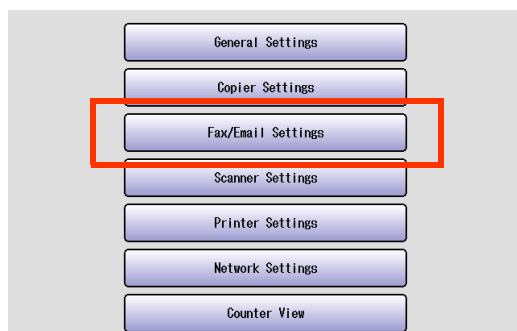 General Settings
Copier Settings
Fax/Email Settings
Scanner Settings
Printer Settings
Network Settings
Counter View